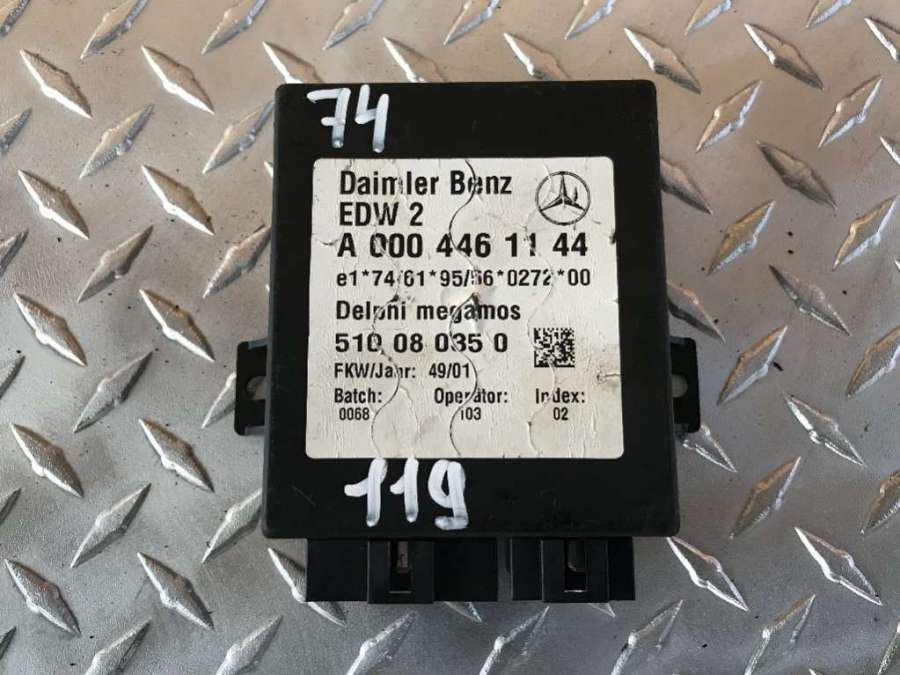 74
Daimler Benz
EDW 2
A 000 446 11 44
e1*74/61*95/56*0272*00
Delphi megamos
510 08 035 0
FKW/Jahr: 49/01
Batch: Operator: Index:
0068 103 02
119